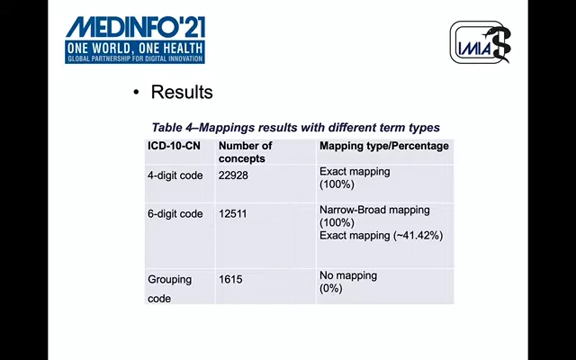 MEDINFO'21
ONE WORLD, ONE HEALTH
GLOBAL PARTNERSHIP FOR DIGITAL INNOVATION
IMIA
• Results
Table 4–Mappings results with different term types
ICD-10-CN Number of concepts Mapping type/Percentage
4-digit code 22928 Exact mapping
(100%)
6-digit code 12511 Narrow-Broad mapping
(100%)
Exact mapping (~41.42%)
Grouping code 1615 No mapping
(0%)